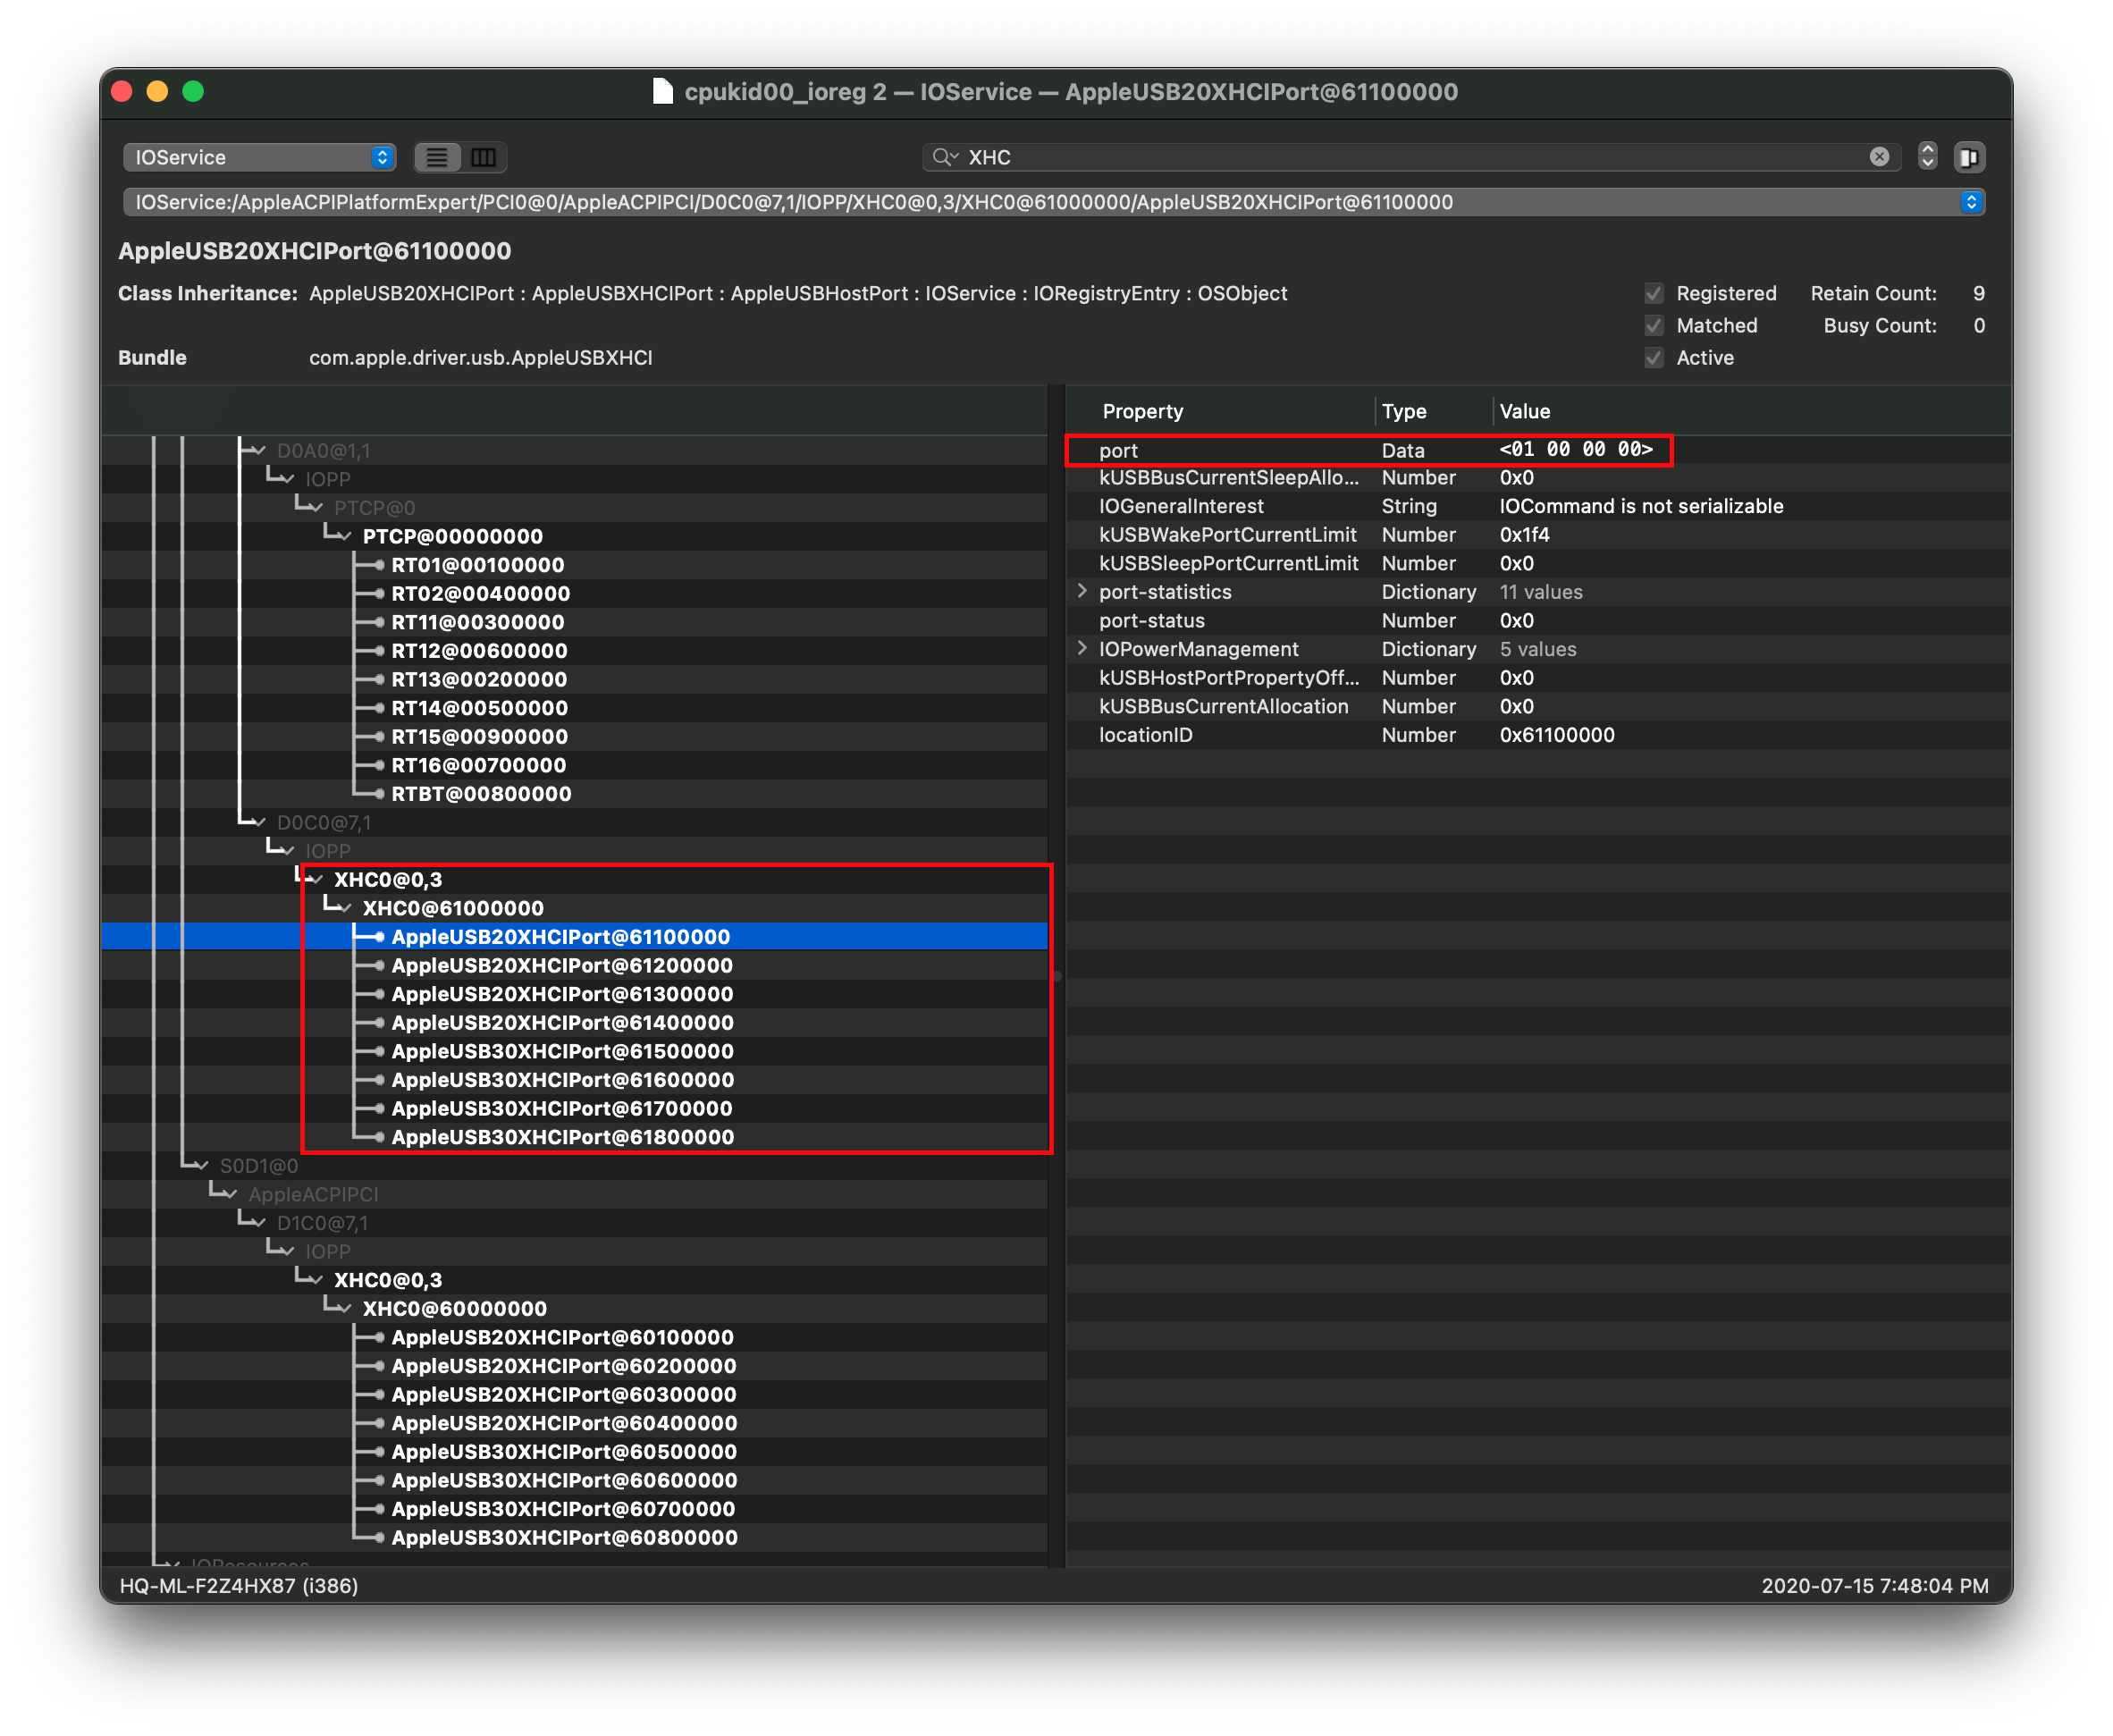 cpukid00_ioreg 2 — IOService — AppleUSB20XHCIPort@61100000
IOService
XHC
IOService:/AppleACPIPlatformExpert/PCI0@0/AppleACPIPCI/D0C0@7,1/IOPP/XHC0@0,3/XHC0@61000000/AppleUSB20XHCIPort@61100000
AppleUSB20XHCIPort@61100000
Class Inheritance: AppleUSB20XHCIPort : AppleUSBXHCIPort : AppleUSBHostPort : IOService : IORegistryEntry : OSObject
Registered Retain Count: 9
Matched Busy Count: 0
Bundle com.apple.driver.usb.AppleUSBXHCI
Active
D0A0@1,1
IOPP
PTCP@0
PTCP@00000000
RT01@00100000
RT02@00400000
RT11@00300000
RT12@00600000
RT13@00200000
RT14@00500000
RT15@00900000
RT16@00700000
RTBT@00800000
D0C0@7,1
IOPP
XHC0@0,3
XHC0@61000000
AppleUSB20XHCIPort@61100000
AppleUSB20XHCIPort@61200000
AppleUSB20XHCIPort@61300000
AppleUSB20XHCIPort@61400000
AppleUSB30XHCIPort@61500000
AppleUSB30XHCIPort@61600000
AppleUSB30XHCIPort@61700000
AppleUSB30XHCIPort@61800000
S0D1@0
AppleACPIPCI
D1C0@7,1
IOPP
XHC0@0,3
XHC0@60000000
AppleUSB20XHCIPort@60100000
AppleUSB20XHCIPort@60200000
AppleUSB20XHCIPort@60300000
AppleUSB20XHCIPort@60400000
AppleUSB30XHCIPort@60500000
AppleUSB30XHCIPort@60600000
AppleUSB30XHCIPort@60700000
AppleUSB30XHCIPort@60800000
IOResources
Property Type Value
port Data <01 00 00 00>
kUSBBusCurrentSleepAllo... Number 0x0
IOGeneralInterest String IOCommand is not serializable
kUSBWakePortCurrentLimit Number 0x1f4
kUSBSleepPortCurrentLimit Number 0x0
port-statistics Dictionary 11 values
port-status Number 0x0
IOPowerManagement Dictionary 5 values
kUSBHostPortPropertyOff... Number 0x0
kUSBBusCurrentAllocation Number 0x0
locationID Number 0x61100000
HQ-ML-F2Z4HX87 (i386)
2020-07-15 7:48:04 PM